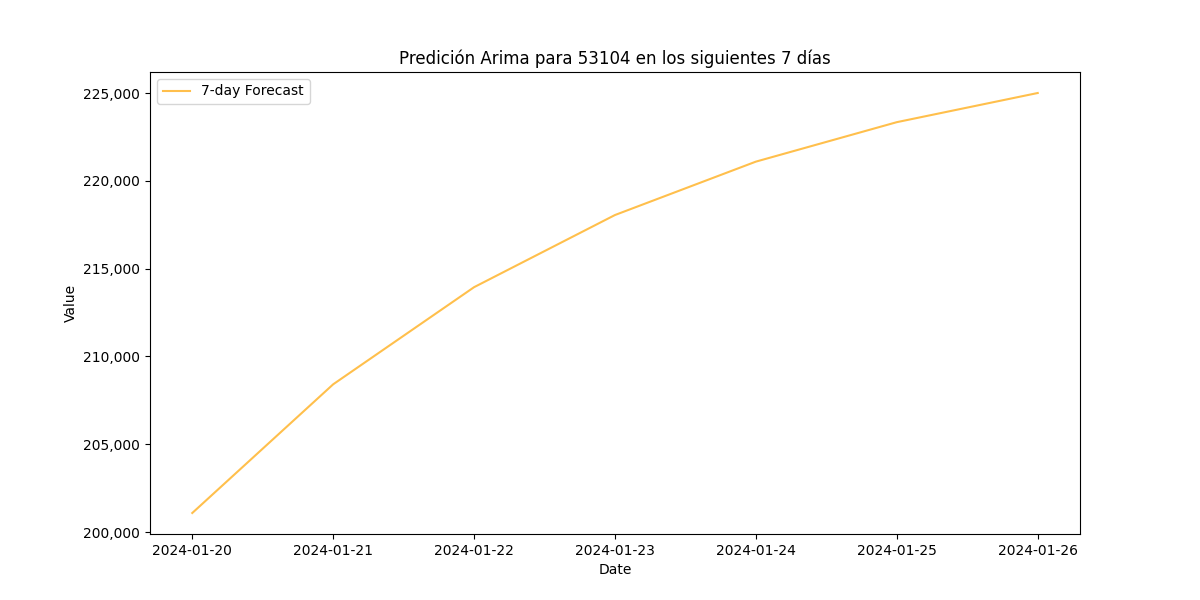 Predición Arima para 53104 en los siguientes 7 días
7-day Forecast
225,000
220,000
215,000
210,000
205,000
200,000
Value
2024-01-20 2024-01-21 2024-01-22 2024-01-23 2024-01-24 2024-01-25 2024-01-26
Date